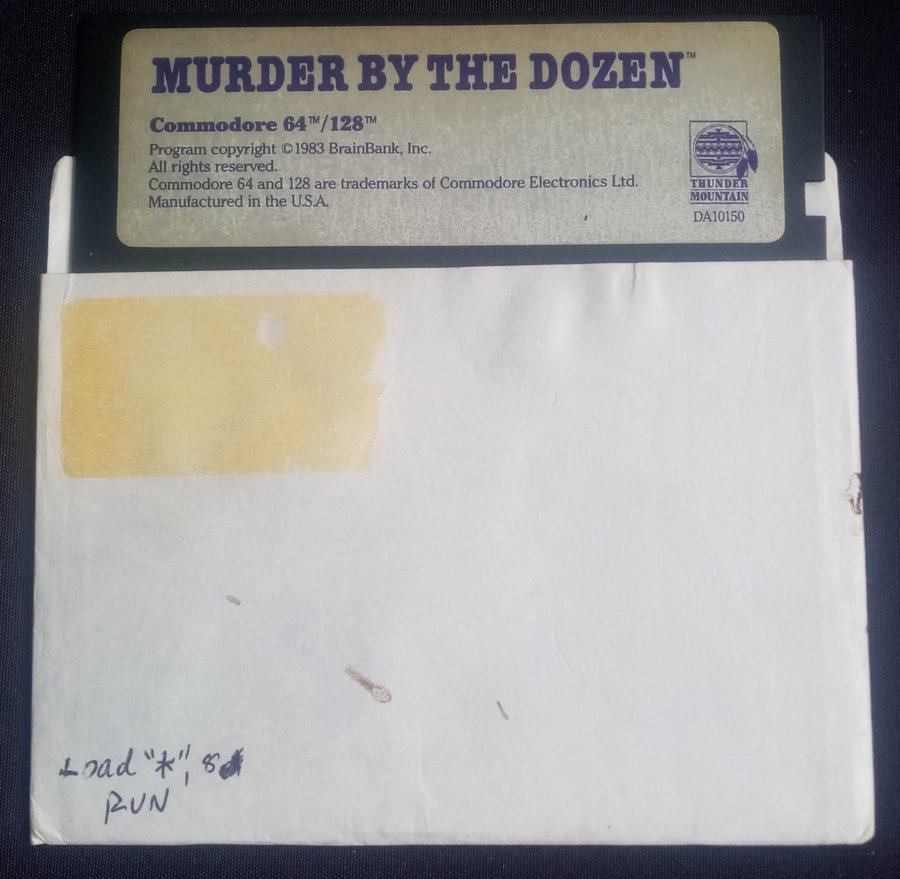 MURDER BY THE DOZEN™
Commodore 64™/128™
Program copyright ©1983 BrainBank, Inc.
All rights reserved.
Commodore 64 and 128 are trademarks of Commodore Electronics Ltd.
Manufactured in the U.S.A.
THUNDER
MOUNTAIN
DA10150
Load "*", 8
RUN